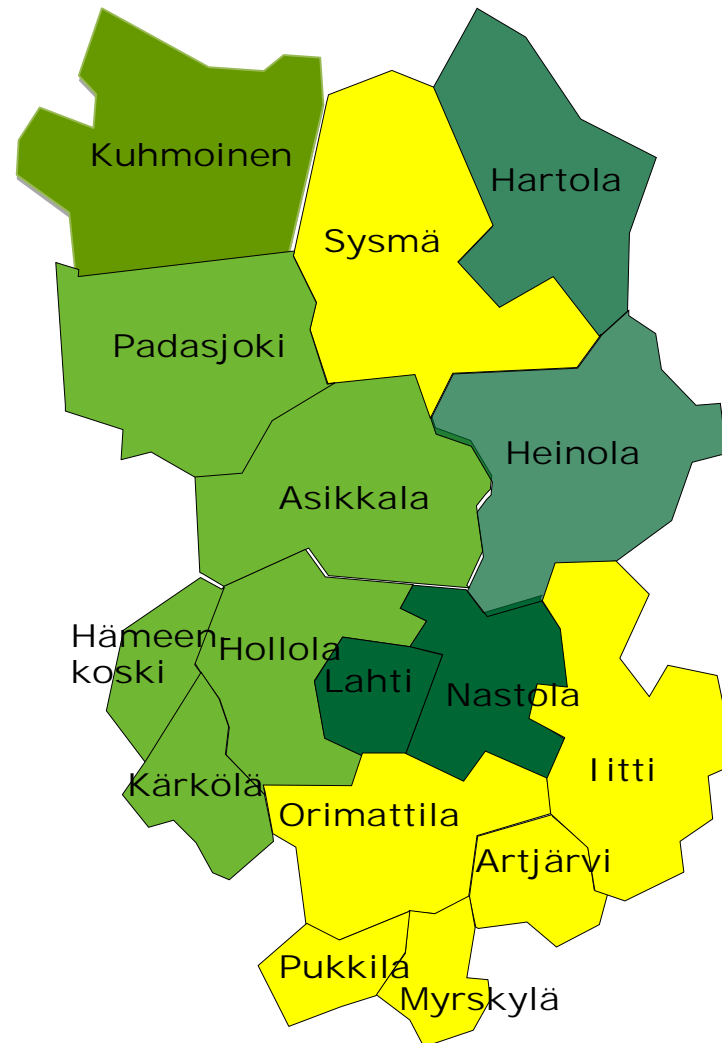 Kuhmoinen
Hartola
Sysmä
Padasjoki
Heinola
Asikkala
Hämeen-
koski
Hollola
Lahti
Nastola
Iitti
Kärkölä
Orimattila
Artjärvi
Pukkila
Myrskylä